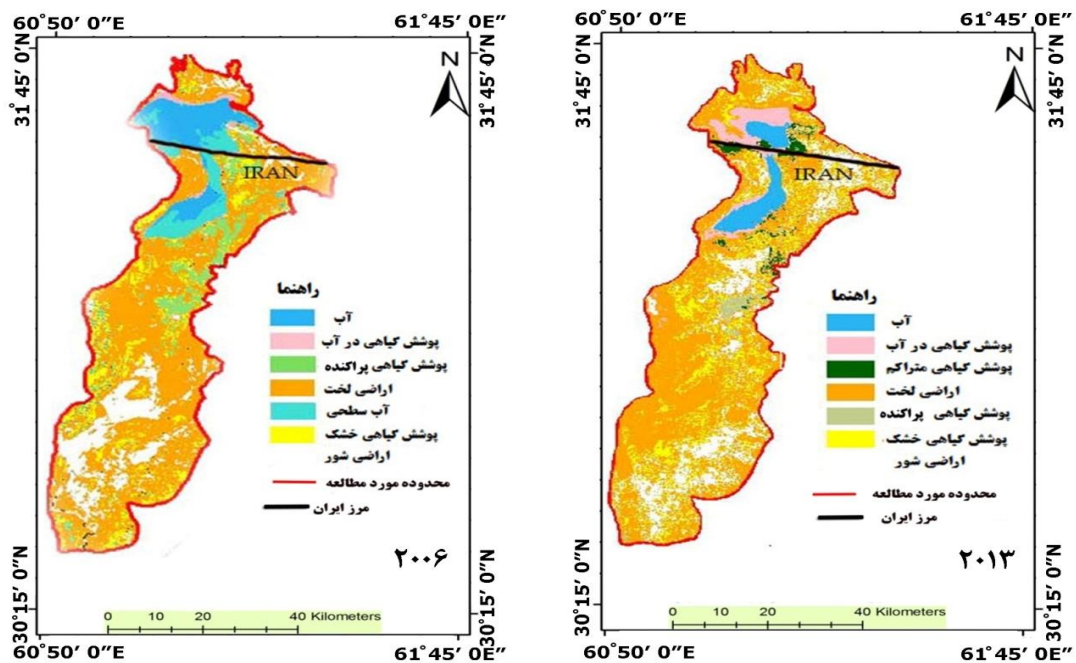 60°50′ 0″E
61°45′ 0″E
31°45′ 0″N
31°45′ 0″N
N
IRAN
راهنما
آب
پوشش گیاهی در آب
پوشش گیاهی پراکنده
اراضی لخت
آب سطحی
پوشش گیاهی خشک
اراضی شور
محدوده مورد مطالعه
مرز ایران
۲۰۰۶
0 10 20 40 Kilometers
30°15′ 0″N
30°15′ 0″N
60°50′ 0″E
61°45′ 0″E
60°50′ 0″E
61°45′ 0″E
31°45′ 0″N
31°45′ 0″N
N
IRAN
راهنما
آب
پوشش گیاهی در آب
پوشش گیاهی متراکم
اراضی لخت
پوشش گیاهی پراکنده
پوشش گیاهی خشک
اراضی شور
محدوده مورد مطالعه
مرز ایران
۲۰۱۳
0 10 20 40 Kilometers
30°15′ 0″N
30°15′ 0″N
60°50′ 0″E
61°45′ 0″E